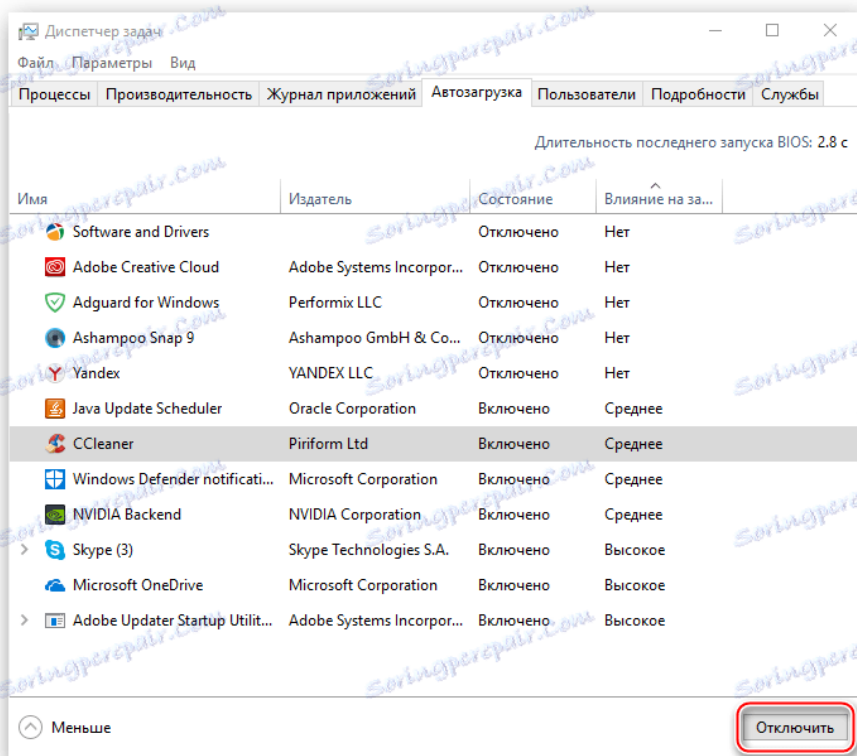 Диспетчер задач
Файл Параметры Вид
Процессы Производительность Журнал приложений Автозагрузка Пользователи Подробности Службы
Длительность последнего запуска BIOS: 2.8 с
Имя Издатель Состояние Влияние на за...
Software and Drivers Отключено Нет
Adobe Creative Cloud Adobe Systems Incorpor... Отключено Нет
Adguard for Windows Performix LLC Отключено Нет
Ashampoo Snap 9 Ashampoo GmbH & Co... Отключено Нет
Yandex YANDEX LLC Отключено Нет
Java Update Scheduler Oracle Corporation Включено Среднее
CCleaner Piriform Ltd Включено Среднее
Windows Defender notificati... Microsoft Corporation Включено Среднее
NVIDIA Backend NVIDIA Corporation Включено Среднее
Skype (3) Skype Technologies S.A. Включено Высокое
Microsoft OneDrive Microsoft Corporation Включено Высокое
Adobe Updater Startup Utilit... Adobe Systems Incorpor... Включено Высокое
Меньше Отключить
Soringpcrepair.Com